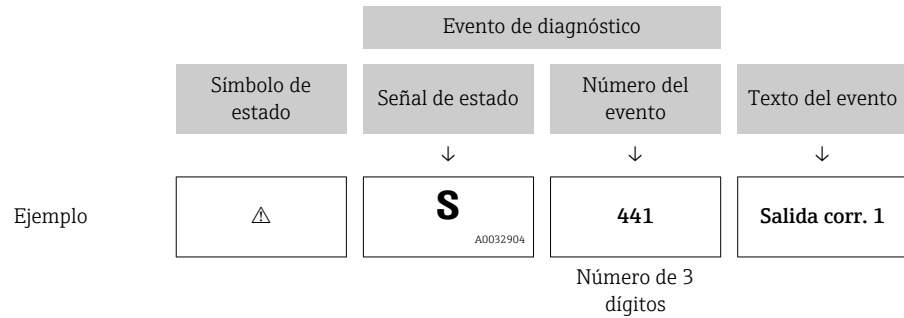 Evento de diagnóstico
Símbolo de
estado
Señal de estado
Número del
evento
Texto del evento
↓ ↓ ↓
Ejemplo
⚠
S
A0032904
441
Salida corr. 1
Número de 3
dígitos